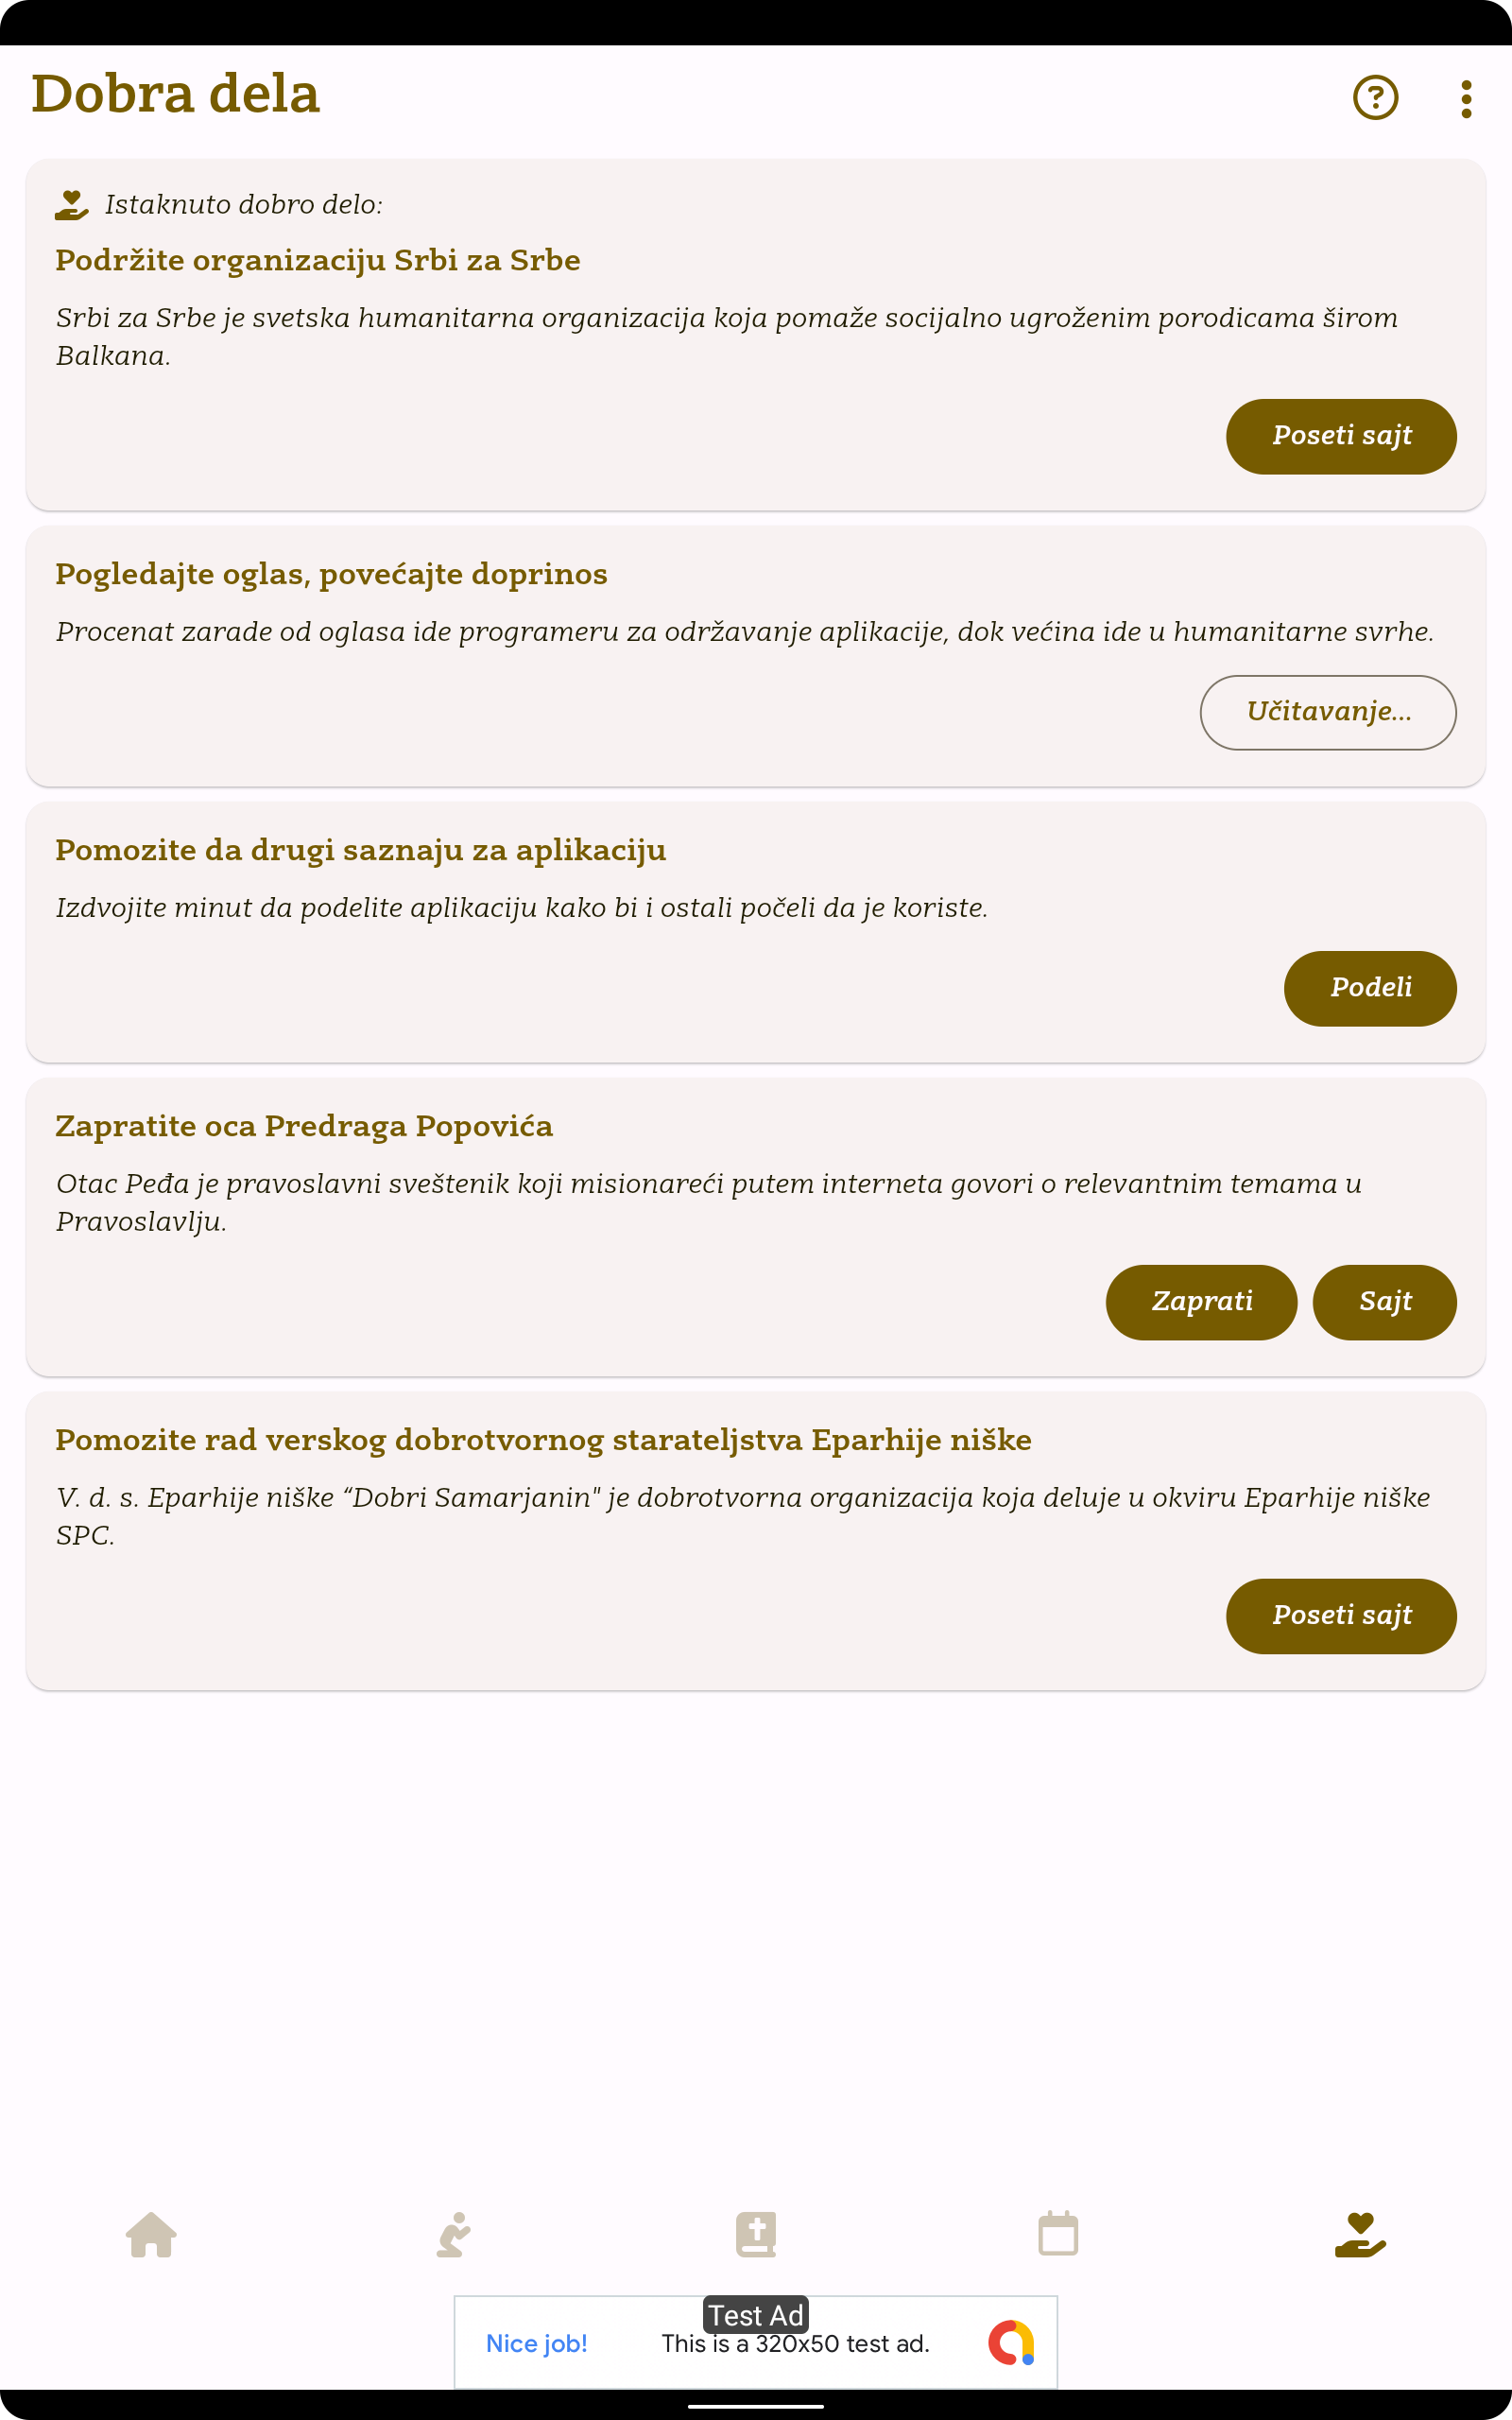 Dobra dela
Istaknuto dobro delo:
Podržite organizaciju Srbi za Srbe
Srbi za Srbe je svetska humanitarna organizacija koja pomaže socijalno ugroženim porodicama širom
Balkana.
Poseti sajt
Pogledajte oglas, povećajte doprinos
Procenat zarade od oglasa ide programeru za održavanje aplikacije, dok većina ide u humanitarne svrhe.
Učitavanje...
Pomozite da drugi saznaju za aplikaciju
Izdvojite minut da podelite aplikaciju kako bi i ostali počeli da je koriste.
Podeli
Zapratite oca Predraga Popovića
Otac Peđa je pravoslavni sveštenik koji misionareći putem interneta govori o relevantnim temama u
Pravoslavlju.
Zaprati Sajt
Pomozite rad verskog dobrotvornog starateljstva Eparhije niške
V. d. s. Eparhije niške “Dobri Samarjanin" je dobrotvorna organizacija koja deluje u okviru Eparhije niške
SPC.
Poseti sajt
Test Ad
Nice job! This is a 320x50 test ad.